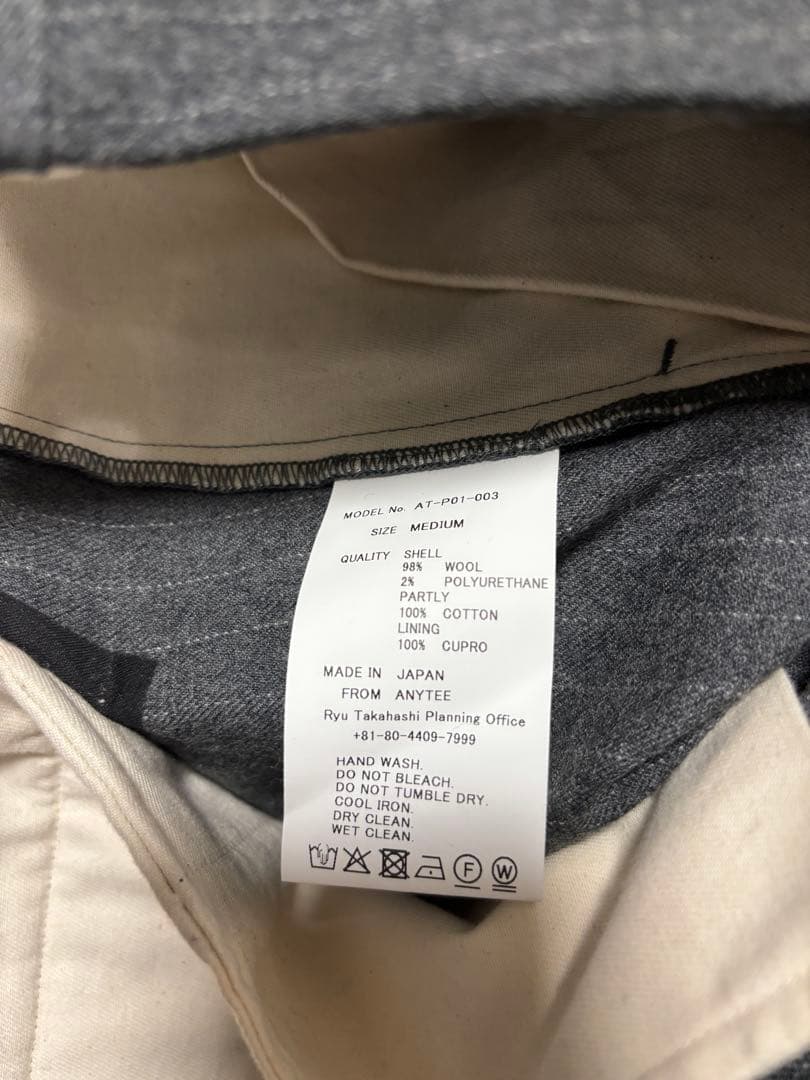 MODEL No. AT-P01-003
SIZE MEDIUM
QUALITY SHELL
98% WOOL
2% POLYURETHANE
PARTLY
100% COTTON
LINING
100% CUPRO
MADE IN JAPAN
FROM ANYTEE
Ryu Takahashi Planning Office
+81-80-4409-7999
HAND WASH.
DO NOT BLEACH.
DO NOT TUMBLE DRY.
COOL IRON.
DRY CLEAN.
WET CLEAN.
F W